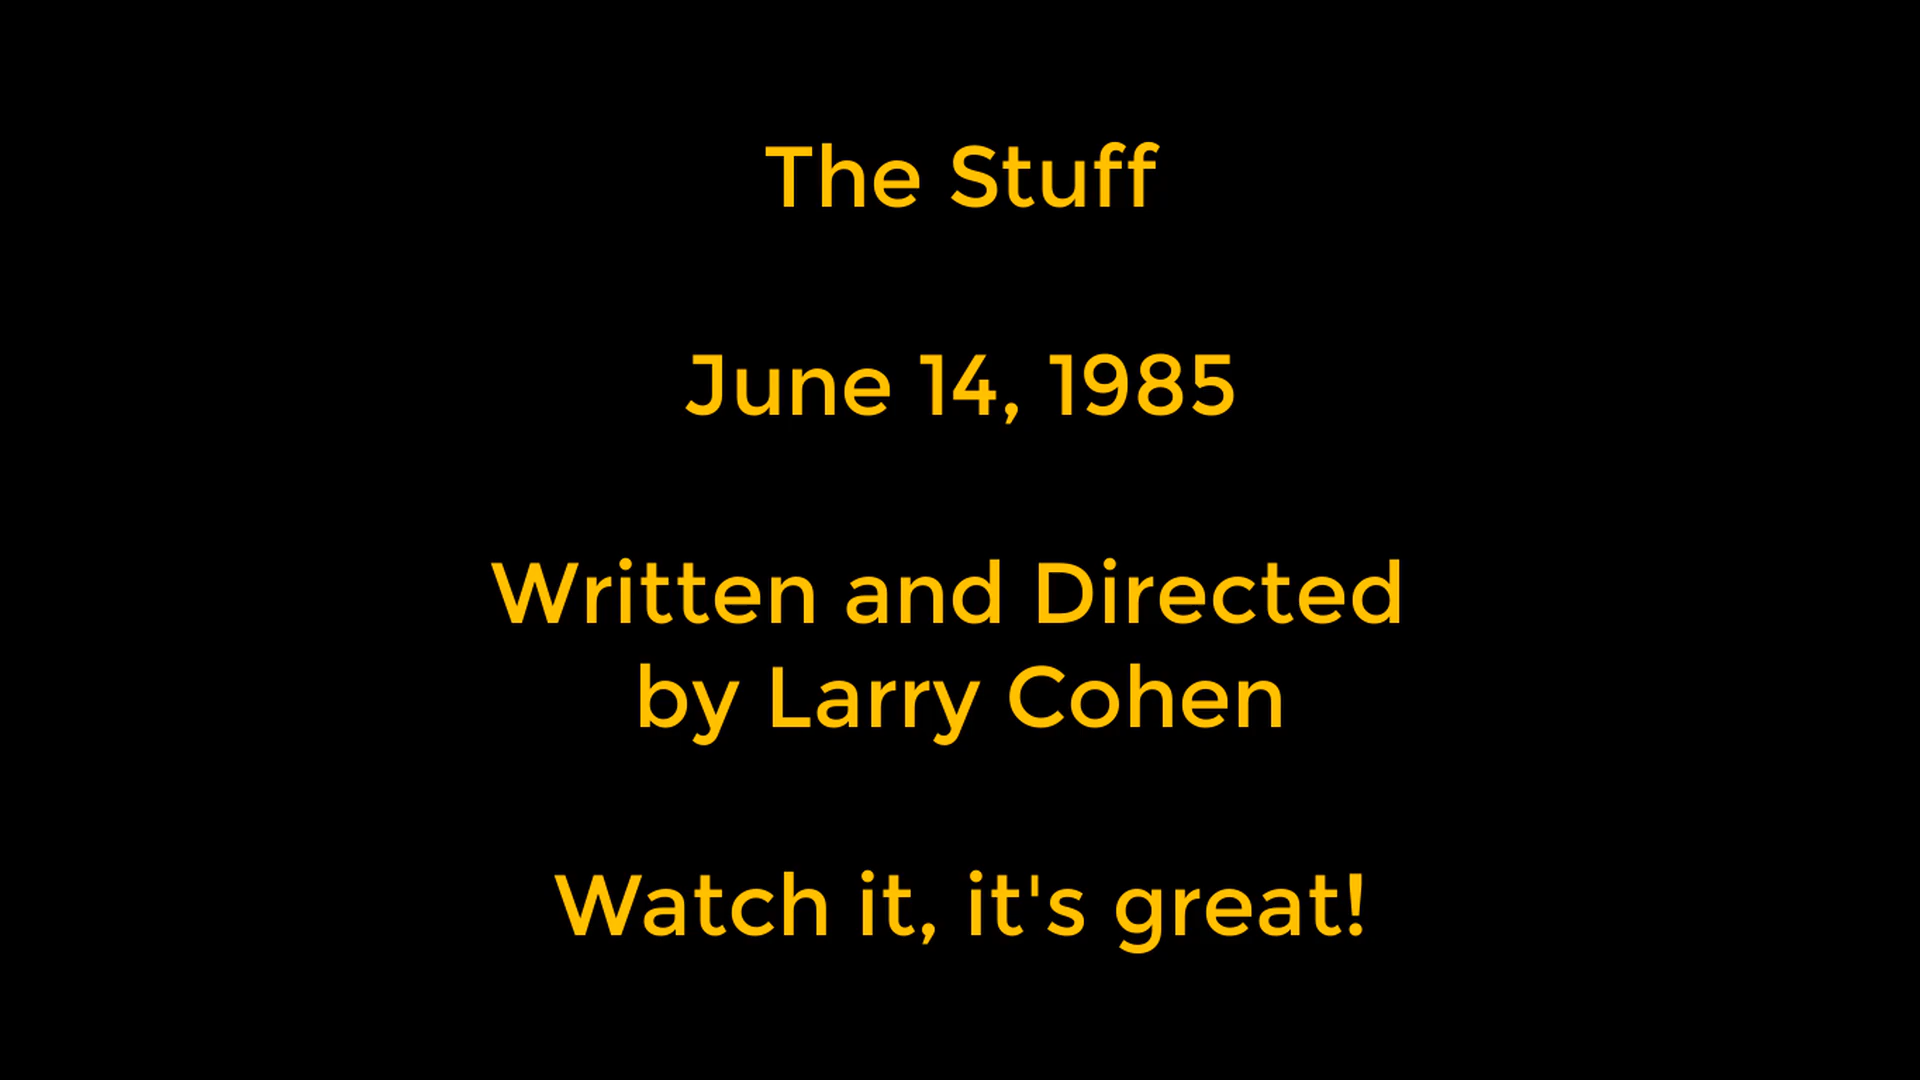 The Stuff
June 14, 1985
Written and Directed
by Larry Cohen
Watch it, it's great!